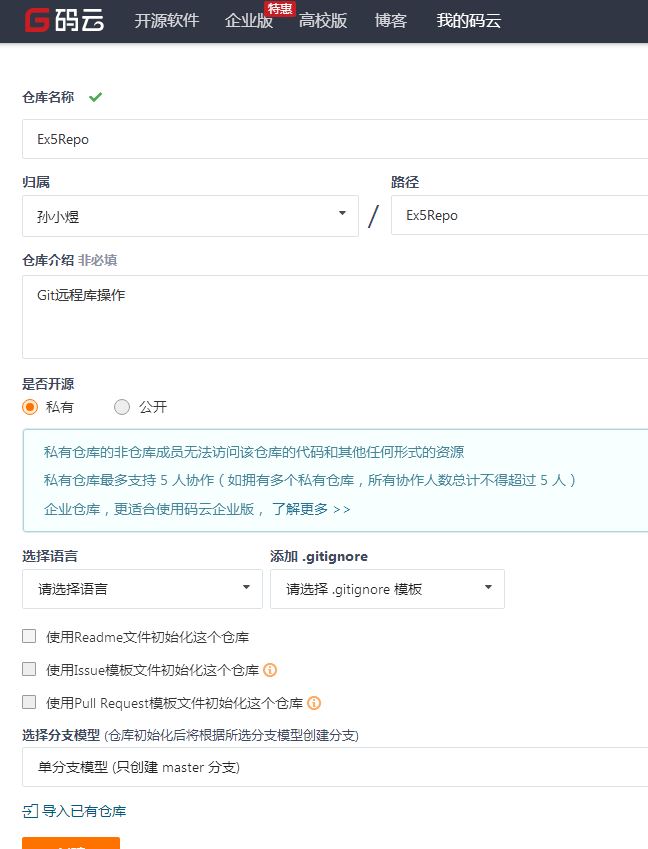 码云 开源软件 企业版 特惠 高校版 博客 我的码云
仓库名称
Ex5Repo
归属 路径
孙小煜 / Ex5Repo
仓库介绍 非必填
Git远程库操作
是否开源
私有 公开
私有仓库的非仓库成员无法访问该仓库的代码和其他任何形式的资源
私有仓库最多支持 5 人协作（如拥有多个私有仓库，所有协作人数总计不得超过 5 人）
企业仓库，更适合使用码云企业版， 了解更多 >>
选择语言 添加 .gitignore
请选择语言 请选择 .gitignore 模板
使用Readme文件初始化这个仓库
使用Issue模板文件初始化这个仓库
使用Pull Request模板文件初始化这个仓库
选择分支模型 (仓库初始化后将根据所选分支模型创建分支)
单分支模型 (只创建 master 分支)
导入已有仓库